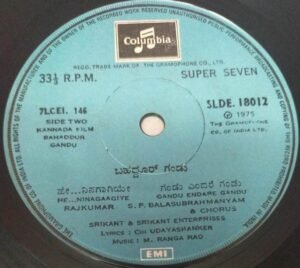 Columbia
REGD. TRADE MARK OF THE GRAMOPHONE CO. LTD.
33⅓ R.P.M.
SUPER SEVEN
7LCEI. 146
SLDE. 18012
SIDE TWO
KANNADA FILM
BAHADDUR
GANDU
℗ 1975
THE GRAMOPHONE
CO. OF INDIA LTD.
ಬಹದ್ದೂರ್ ಗಂಡು
ಹೇ...ನಿನಗಾಗಿಯೇ
ಗಂಡು ಎಂದರೆ ಗಂಡು
HE...NINAGAAGIYE
GANDU ENDARE GANDU
RAJKUMAR
S. P. BALASUBRAHMANYAM
& CHORUS
SRIKANT & SRIKANT ENTERPRISES
LYRICS : CHI UDAYASHANKER
MUSIC : M. RANGA RAO
EMI